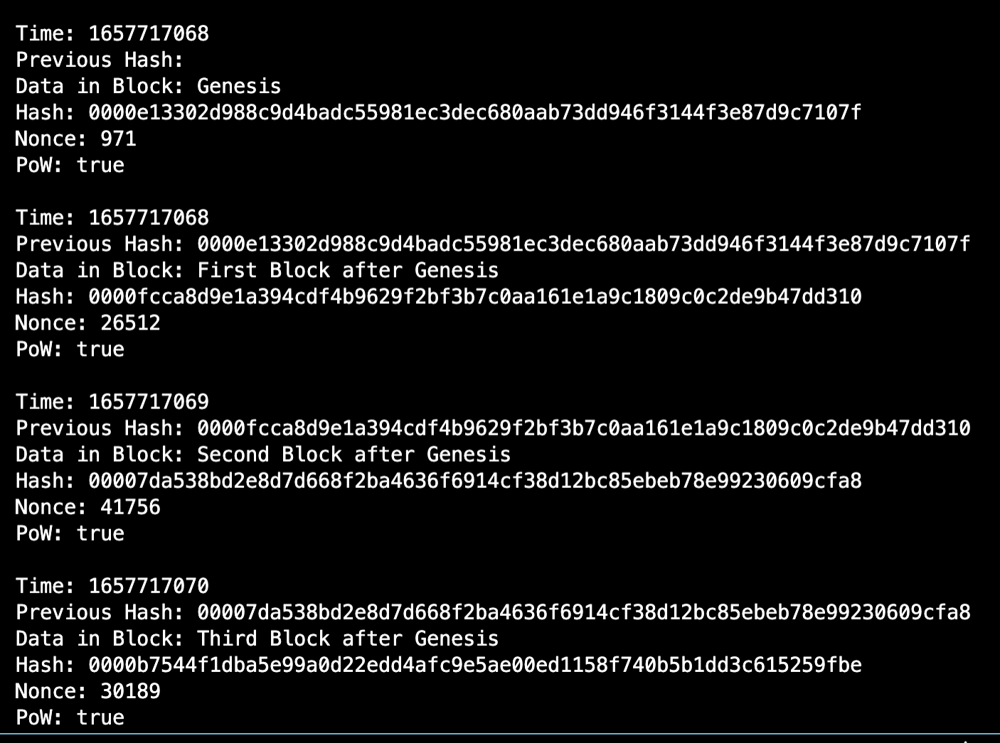 Time: 1657717068
Previous Hash:
Data in Block: Genesis
Hash: 0000e13302d988c9d4badc55981ec3dec680aab73dd946f3144f3e87d9c7107f
Nonce: 971
PoW: true
Time: 1657717068
Previous Hash: 0000e13302d988c9d4badc55981ec3dec680aab73dd946f3144f3e87d9c7107f
Data in Block: First Block after Genesis
Hash: 0000fcca8d9e1a394cdf4b9629f2bf3b7c0aa161e1a9c1809c0c2de9b47dd310
Nonce: 26512
PoW: true
Time: 1657717069
Previous Hash: 0000fcca8d9e1a394cdf4b9629f2bf3b7c0aa161e1a9c1809c0c2de9b47dd310
Data in Block: Second Block after Genesis
Hash: 00007da538bd2e8d7d668f2ba4636f6914cf38d12bc85ebeb78e99230609cfa8
Nonce: 41756
PoW: true
Time: 1657717070
Previous Hash: 00007da538bd2e8d7d668f2ba4636f6914cf38d12bc85ebeb78e99230609cfa8
Data in Block: Third Block after Genesis
Hash: 0000b7544f1dba5e99a0d22edd4afc9e5ae00ed1158f740b5b1dd3c615259fbe
Nonce: 30189
PoW: true